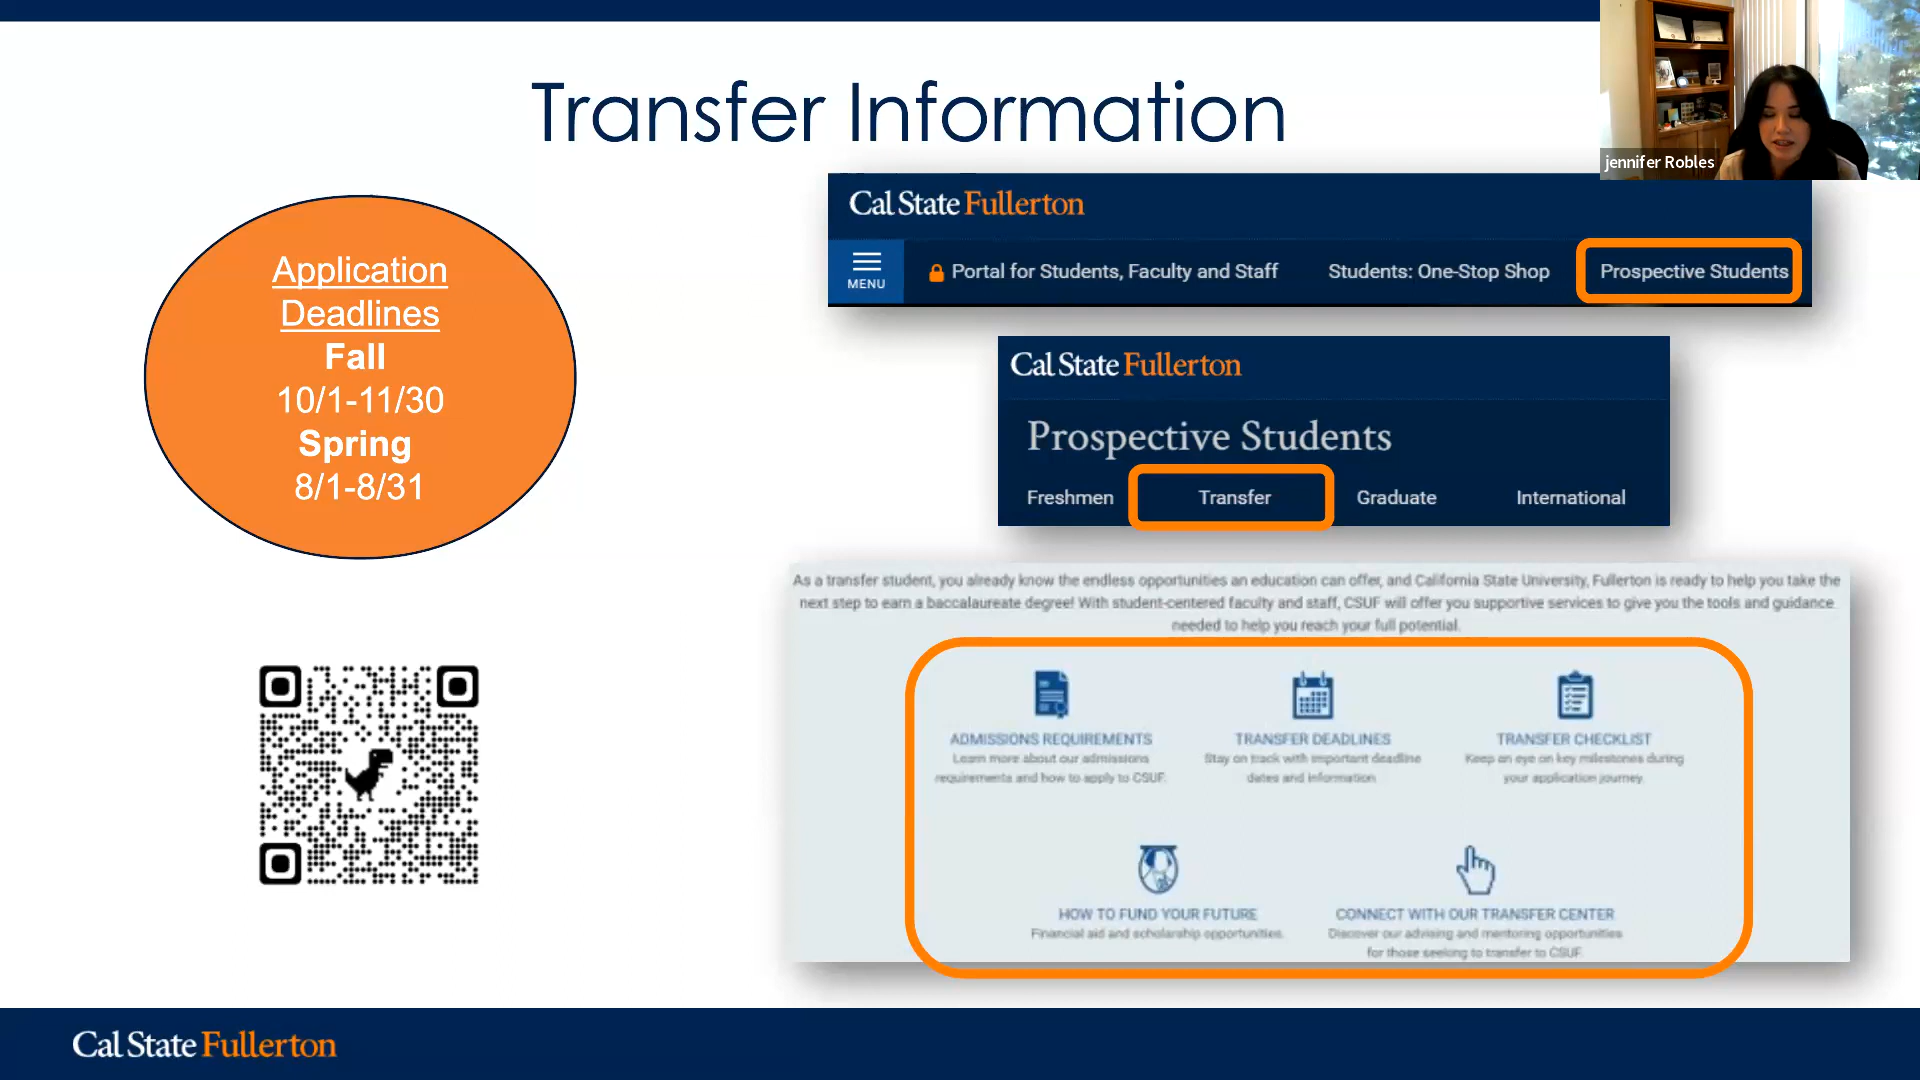 Transfer Information
jennifer Robles
Application
Deadlines
Fall
10/1-11/30
Spring
8/1-8/31
Cal State Fullerton
MENU
Portal for Students, Faculty and Staff
Students: One-Stop Shop
Prospective Students
Cal State Fullerton
Prospective Students
Freshmen
Transfer
Graduate
International
As a transfer student, you already know the endless opportunities an education can offer, and California State University, Fullerton is ready to help you take the
next step to earn a baccalaureate degree! With student-centered faculty and staff, CSUF will offer you supportive services to give you the tools and guidance
needed to help you reach your full potential.
ADMISSIONS REQUIREMENTS
Learn more about our admissions
requirements and how to apply to CSUF.
TRANSFER DEADLINES
Stay on track with important deadline
dates and information.
TRANSFER CHECKLIST
Keep an eye on key milestones during
your application journey.
HOW TO FUND YOUR FUTURE
Financial aid and scholarship opportunities.
CONNECT WITH OUR TRANSFER CENTER
Discover our advising and mentoring opportunities
for those seeking to transfer to CSUF.
Cal State Fullerton